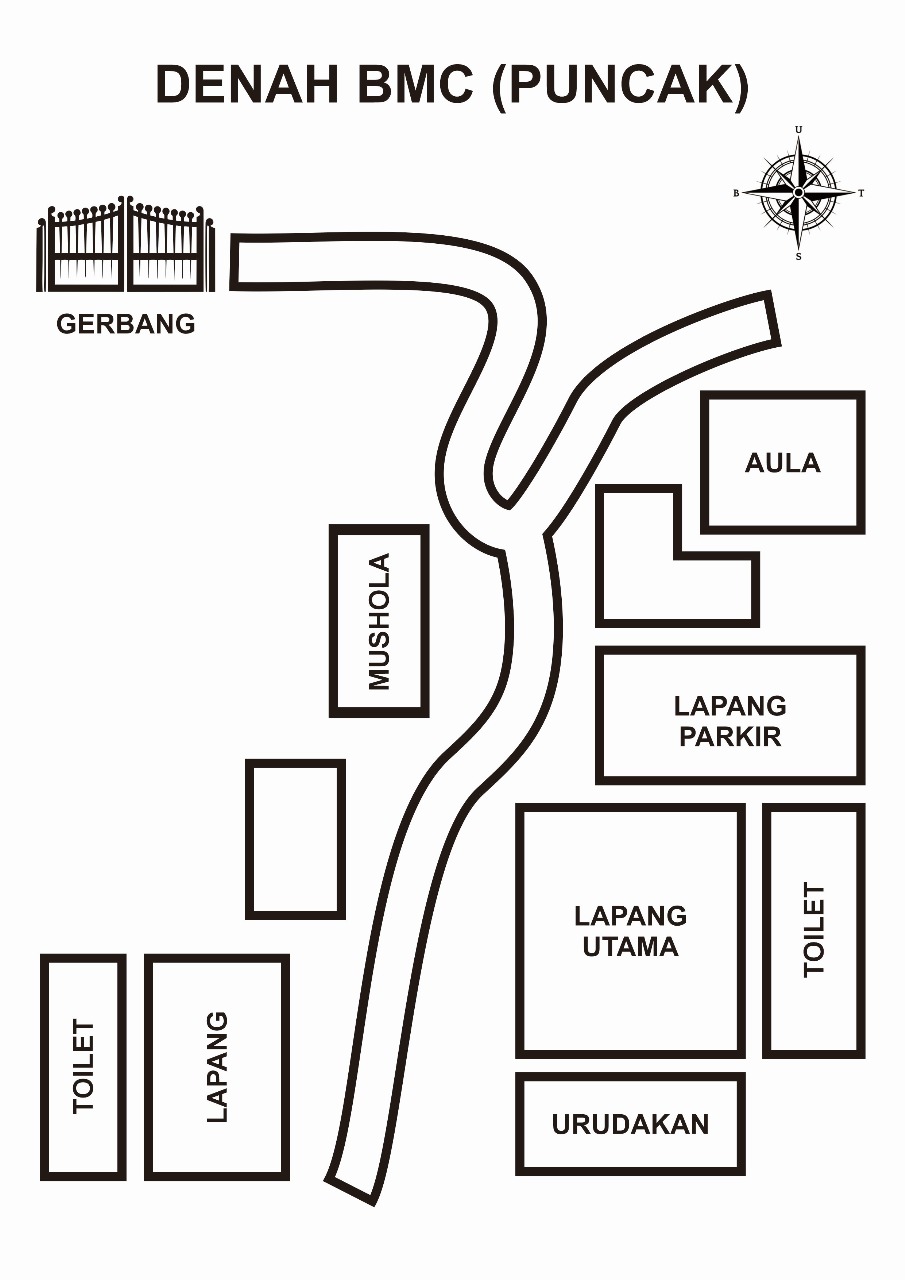 DENAH BMC (PUNCAK)
U
B
T
S
GERBANG
AULA
MUSHOLA
LAPANG
PARKIR
LAPANG
UTAMA
TOILET
TOILET
LAPANG
URUDAKAN